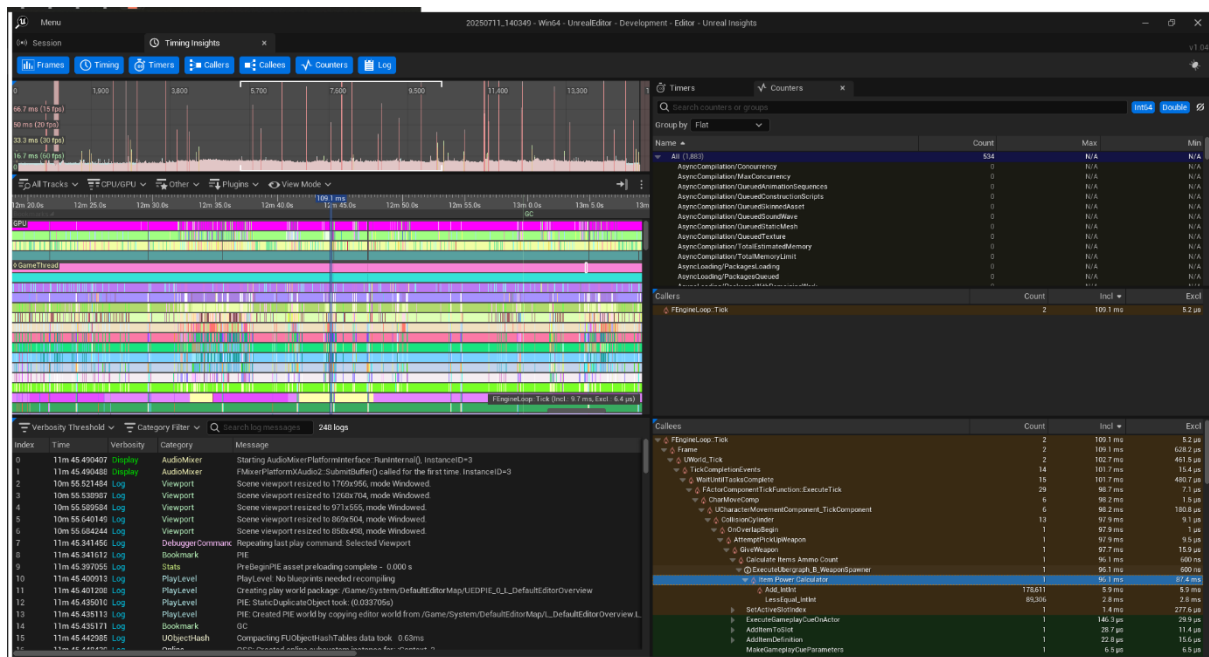 Menu
20250711_140349 - Win64 - UnrealEditor - Development - Editor - Unreal Insights
Session
Timing Insights
v1.04
Frames Timing Timers Callers Callees Counters Log
0 1,900 3,800 5,700 7,600 9,500 11,400 13,300
66.7 ms (15 fps)
50 ms (20 fps)
33.3 ms (30 fps)
16.7 ms (60 fps)
All Tracks CPU/GPU Other Plugins View Mode
109.1 ms
12m 20.0s 12m 25.0s 12m 30.0s 12m 35.0s 12m 40.0s 12m 45.0s 12m 50.0s 12m 55.0s 13m 0.0s 13m 5.0s 13m
GC
GPU
GameThread
FEngineLoop::Tick (Incl.: 9.7 ms, Excl.: 6.4 µs)
Timers Counters
Search counters or groups
Int64 Double
Group by Flat
Name Count Max Min
All (1,883) 534 N/A N/A
AsyncCompilation/Concurrency 0 N/A N/A
AsyncCompilation/MaxConcurrency 0 N/A N/A
AsyncCompilation/QueuedAnimationSequences 0 N/A N/A
AsyncCompilation/QueuedConstructionScripts 0 N/A N/A
AsyncCompilation/QueuedSkinnedAsset 0 N/A N/A
AsyncCompilation/QueuedSoundWave 0 N/A N/A
AsyncCompilation/QueuedStaticMesh 0 N/A N/A
AsyncCompilation/QueuedTexture 0 N/A N/A
AsyncCompilation/TotalEstimatedMemory 0 N/A N/A
AsyncCompilation/TotalMemoryLimit 0 N/A N/A
AsyncLoading/PackagesLoading 0 N/A N/A
AsyncLoading/PackagesQueued 0 N/A N/A
Callers Count Incl Excl
FEngineLoop::Tick 2 109.1 ms 5.2 µs
Verbosity Threshold Category Filter Search log messages 248 logs
Index Time Verbosity Category Message
0 11m 45.490407 Display AudioMixer Starting AudioMixerPlatformInterface::RunInternal(), InstanceID=3
1 11m 45.490488 Display AudioMixer FMixerPlatformXAudio2::SubmitBuffer() called for the first time. InstanceID=3
2 10m 55.521484 Log Viewport Scene viewport resized to 1769x956, mode Windowed.
3 10m 55.538987 Log Viewport Scene viewport resized to 1268x704, mode Windowed.
4 10m 55.589584 Log Viewport Scene viewport resized to 971x555, mode Windowed.
5 10m 55.640149 Log Viewport Scene viewport resized to 869x504, mode Windowed.
6 10m 55.684244 Log Viewport Scene viewport resized to 858x498, mode Windowed.
7 11m 45.341456 Log DebuggerCommanc Repeating last play command: Selected Viewport
8 11m 45.341612 Log Bookmark PIE
9 11m 45.397055 Log Stats PreBeginPIE asset preloading complete - 0.000 s
10 11m 45.400913 Log PlayLevel PlayLevel: No blueprints needed recompiling
11 11m 45.401208 Log PlayLevel Creating play world package: /Game/System/DefaultEditorMap/UEDPIE_0_L_DefaultEditorOverview
12 11m 45.435010 Log PlayLevel PIE: StaticDuplicateObject took: (0.033705s)
13 11m 45.435113 Log PlayLevel PIE: Created PIE world by copying editor world from /Game/System/DefaultEditorMap/L_DefaultEditorOverview.L_
14 11m 45.435171 Log Bookmark GC
15 11m 45.442985 Log UObjectHash Compacting FUObjectHashTables data took 0.63ms
Callees Count Incl Excl
FEngineLoop::Tick 2 109.1 ms 5.2 µs
Frame 2 109.1 ms 628.2 µs
UWorld_Tick 2 102.7 ms 461.5 µs
TickCompletionEvents 14 101.7 ms 15.4 µs
WaitUntilTasksComplete 15 101.7 ms 480.7 µs
FActorComponentTickFunction::ExecuteTick 29 98.7 ms 7.1 µs
CharMoveComp 6 98.2 ms 1.5 µs
UCharacterMovementComponent_TickComponent 6 98.2 ms 180.8 µs
CollisionCylinder 13 97.9 ms 9.1 µs
OnOverlapBegin 1 97.9 ms 1 µs
AttemptPickUpWeapon 1 97.9 ms 9.5 µs
GiveWeapon 1 97.7 ms 15.9 µs
Calculate Items Ammo Count 1 96.1 ms 600 ns
ExecuteUbergraph_B_WeaponSpawner 1 96.1 ms 600 ns
Item Power Calculator 1 96.1 ms 87.4 ms
Add_IntInt 178,611 5.9 ms 5.9 ms
LessEqual_IntInt 89,306 2.8 ms 2.8 ms
SetActiveSlotIndex 1 1.4 ms 277.6 µs
ExecuteGameplayCueOnActor 1 146.3 µs 29.9 µs
AddItemToSlot 1 28.7 µs 11.4 µs
AddItemDefinition 1 22.8 µs 15.6 µs
MakeGameplayCueParameters 1 6.5 µs 6.5 µs